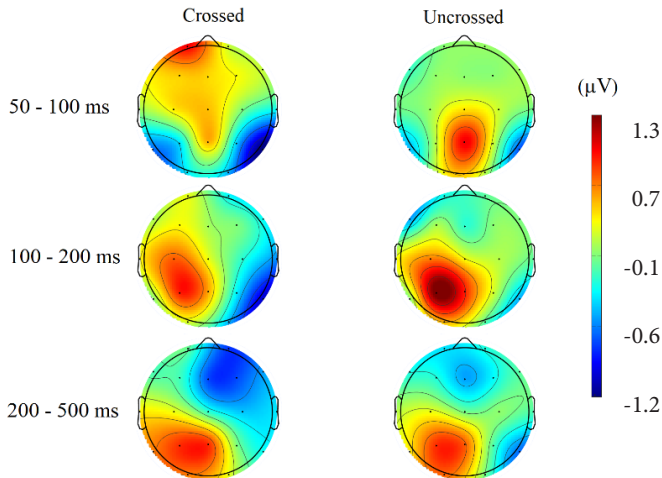 Crossed Uncrossed
50 - 100 ms
100 - 200 ms
200 - 500 ms
(μV)
1.3
0.7
-0.1
-0.6
-1.2